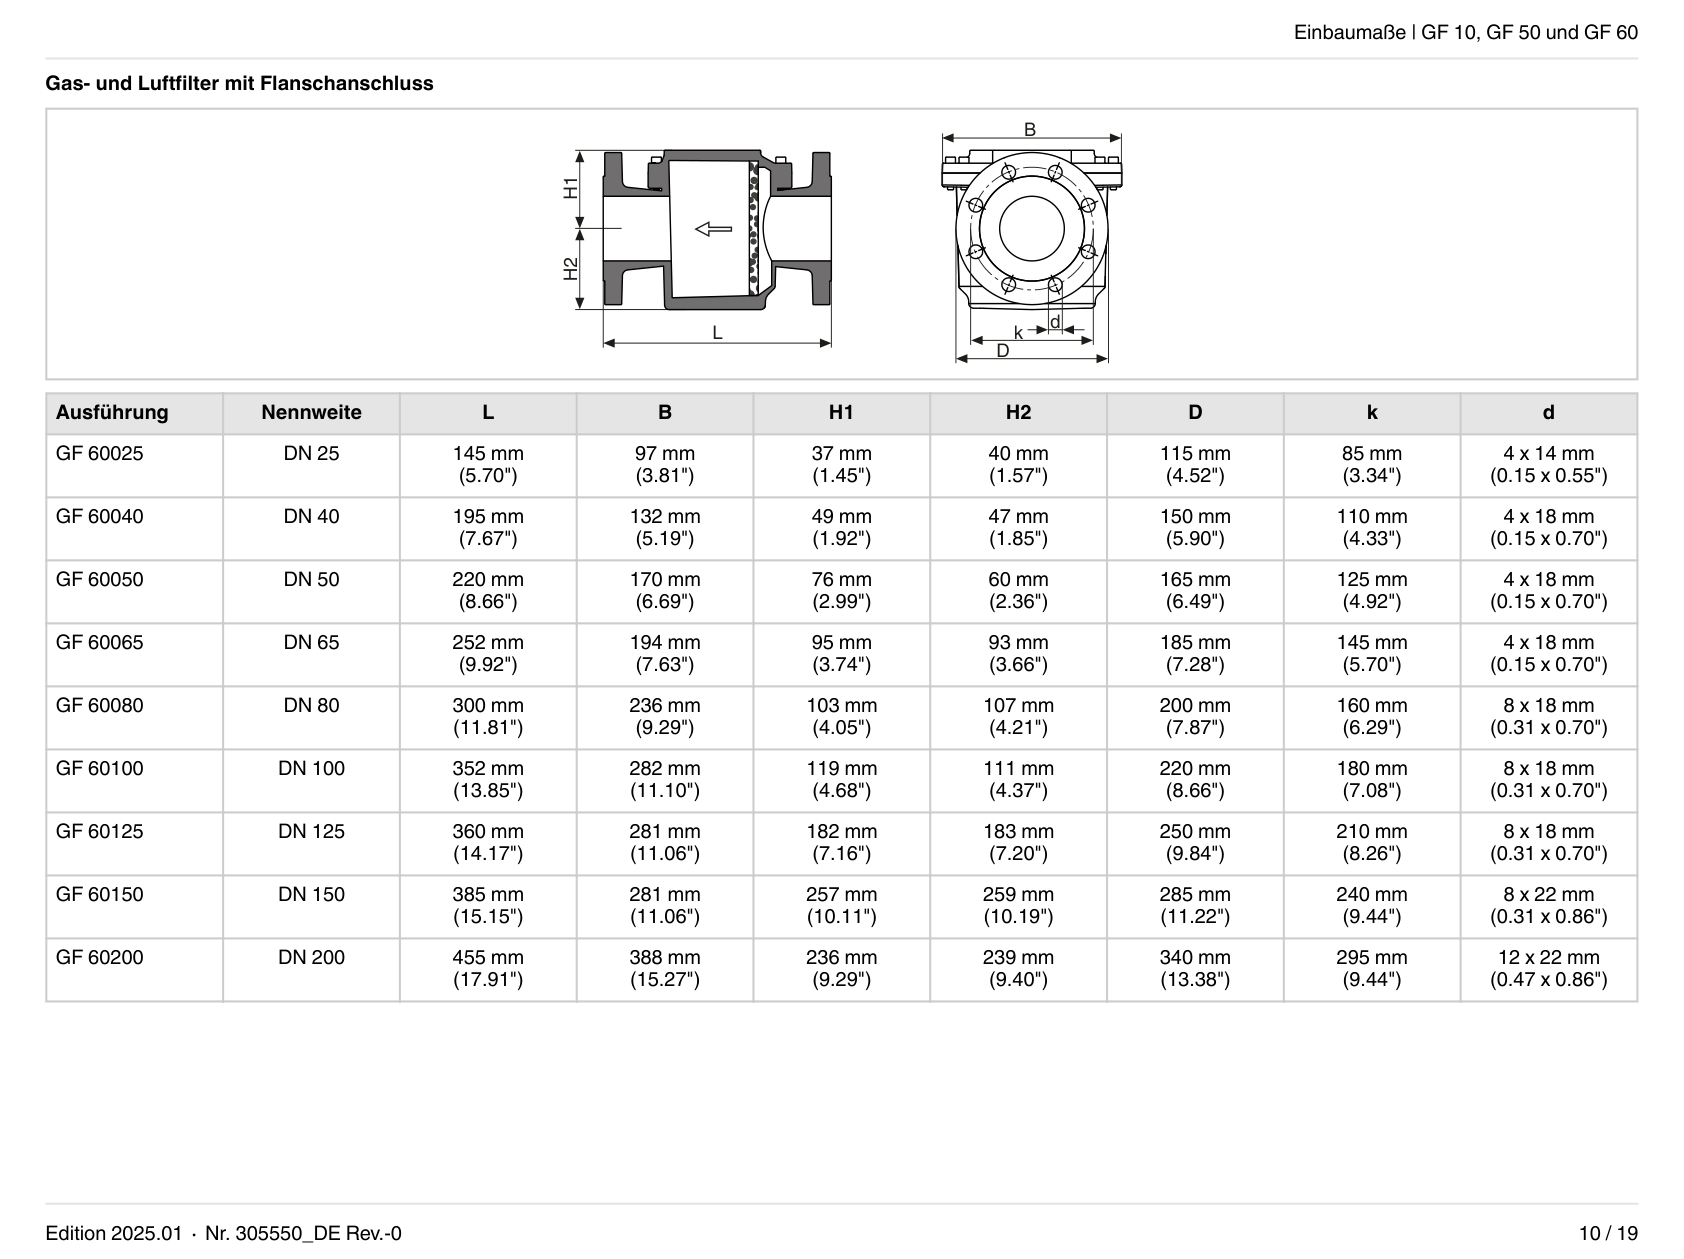 Einbaumaße | GF 10, GF 50 und GF 60
Gas- und Luftfilter mit Flanschanschluss
B
H1
H2
L
d
k
D
Ausführung Nennweite L B H1 H2 D k d
GF 60025 DN 25 145 mm 97 mm 37 mm 40 mm 115 mm 85 mm 4 x 14 mm
(5.70") (3.81") (1.45") (1.57") (4.52") (3.34") (0.15 x 0.55")
GF 60040 DN 40 195 mm 132 mm 49 mm 47 mm 150 mm 110 mm 4 x 18 mm
(7.67") (5.19") (1.92") (1.85") (5.90") (4.33") (0.15 x 0.70")
GF 60050 DN 50 220 mm 170 mm 76 mm 60 mm 165 mm 125 mm 4 x 18 mm
(8.66") (6.69") (2.99") (2.36") (6.49") (4.92") (0.15 x 0.70")
GF 60065 DN 65 252 mm 194 mm 95 mm 93 mm 185 mm 145 mm 4 x 18 mm
(9.92") (7.63") (3.74") (3.66") (7.28") (5.70") (0.15 x 0.70")
GF 60080 DN 80 300 mm 236 mm 103 mm 107 mm 200 mm 160 mm 8 x 18 mm
(11.81") (9.29") (4.05") (4.21") (7.87") (6.29") (0.31 x 0.70")
GF 60100 DN 100 352 mm 282 mm 119 mm 111 mm 220 mm 180 mm 8 x 18 mm
(13.85") (11.10") (4.68") (4.37") (8.66") (7.08") (0.31 x 0.70")
GF 60125 DN 125 360 mm 281 mm 182 mm 183 mm 250 mm 210 mm 8 x 18 mm
(14.17") (11.06") (7.16") (7.20") (9.84") (8.26") (0.31 x 0.70")
GF 60150 DN 150 385 mm 281 mm 257 mm 259 mm 285 mm 240 mm 8 x 22 mm
(15.15") (11.06") (10.11") (10.19") (11.22") (9.44") (0.31 x 0.86")
GF 60200 DN 200 455 mm 388 mm 236 mm 239 mm 340 mm 295 mm 12 x 22 mm
(17.91") (15.27") (9.29") (9.40") (13.38") (9.44") (0.47 x 0.86")
Edition 2025.01 · Nr. 305550_DE Rev.-0
10 / 19